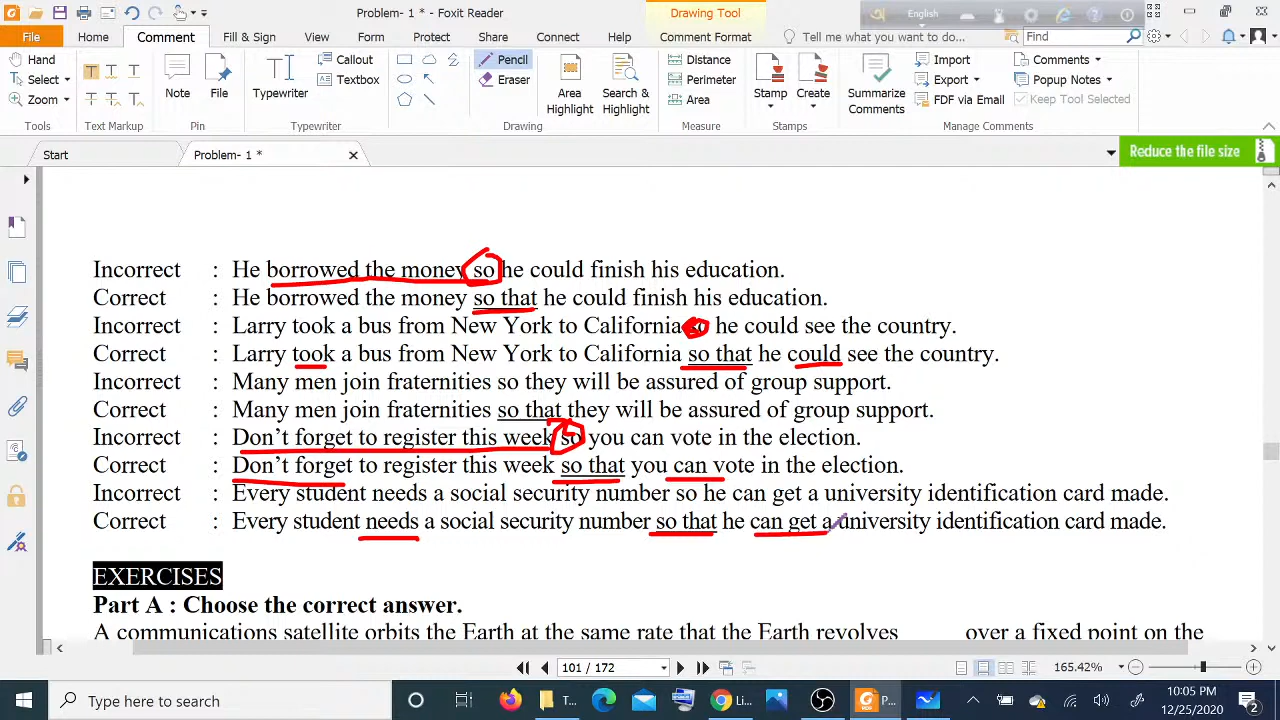 Problem- 1 * - Foxit Reader
Drawing Tool
English
File
Home
Comment
Fill & Sign
View
Form
Protect
Share
Connect
Help
Comment Format
Tell me what you want to do...
Find
Hand
Select
Zoom
Tools
Text Markup
Note
File
Pin
Typewriter
Callout
Textbox
Typewriter
Pencil
Eraser
Area Highlight
Search & Highlight
Drawing
Distance
Perimeter
Area
Measure
Stamp
Create
Stamps
Summarize Comments
Import
Export
FDF via Email
Comments
Popup Notes
Keep Tool Selected
Manage Comments
Start
Problem- 1 *
Reduce the file size
Incorrect : He borrowed the money so he could finish his education.
Correct : He borrowed the money so that he could finish his education.
Incorrect : Larry took a bus from New York to California so he could see the country.
Correct : Larry took a bus from New York to California so that he could see the country.
Incorrect : Many men join fraternities so they will be assured of group support.
Correct : Many men join fraternities so that they will be assured of group support.
Incorrect : Don't forget to register this week so you can vote in the election.
Correct : Don't forget to register this week so that you can vote in the election.
Incorrect : Every student needs a social security number so he can get a university identification card made.
Correct : Every student needs a social security number so that he can get a university identification card made.
EXERCISES
Part A : Choose the correct answer.
A communications satellite orbits the Earth at the same rate that the Earth revolves over a fixed point on the
101 / 172
165.42%
Type here to search
T...
Li...
P...
10:05 PM
12/25/2020
2